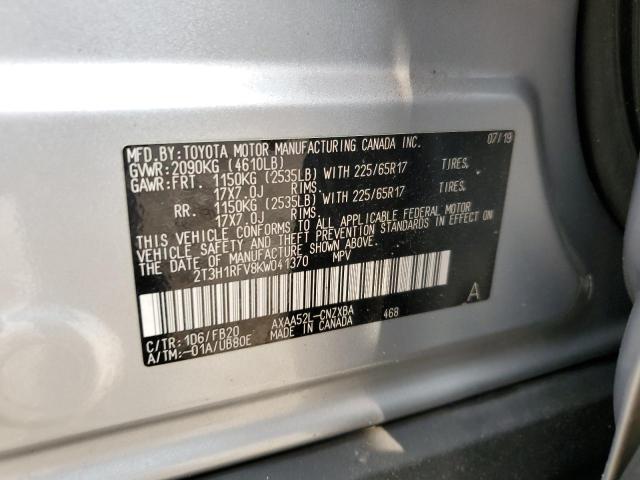 MFD.BY:TOYOTA MOTOR MANUFACTURING CANADA INC. 07/19
GVWR:2090KG (4610LB)
GAWR:FRT. 1150KG (2535LB) WITH 225/65R17 TIRES,
17X7.0J RIMS.
RR. 1150KG (2535LB) WITH 225/65R17 TIRES,
17X7.0J RIMS.
THIS VEHICLE CONFORMS TO ALL APPLICABLE FEDERAL MOTOR
VEHICLE SAFETY AND THEFT PREVENTION STANDARDS IN EFFECT ON
THE DATE OF MANUFACTURE SHOWN ABOVE.
2T3H1RFV8KW041370 MPV
A
C/TR:1D6/FB20 AXAA52L-CNZXBA 468
A/TM:-01A/UB80E MADE IN CANADA